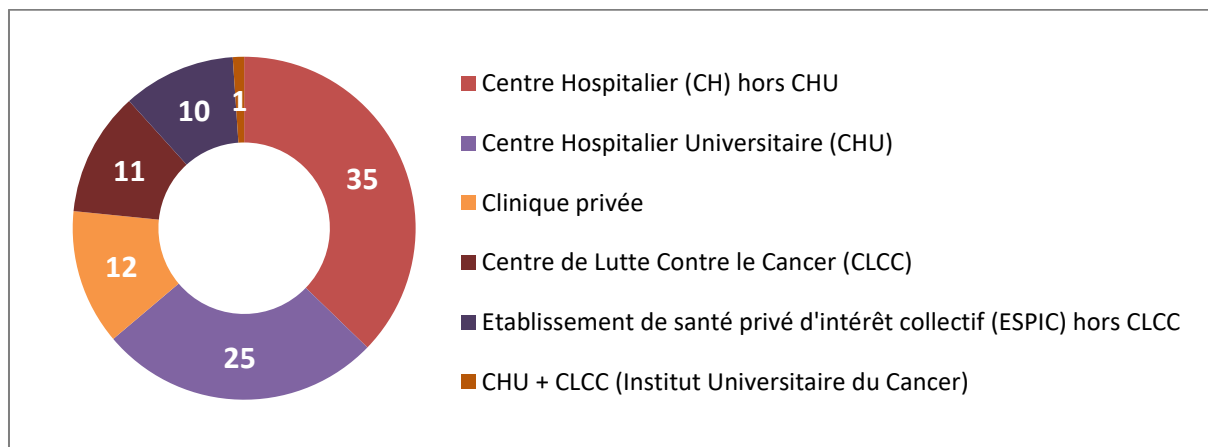 1
10
35
11
12
25
Centre Hospitalier (CH) hors CHU
Centre Hospitalier Universitaire (CHU)
Clinique privée
Centre de Lutte Contre le Cancer (CLCC)
Etablissement de santé privé d'intérêt collectif (ESPIC) hors CLCC
CHU + CLCC (Institut Universitaire du Cancer)